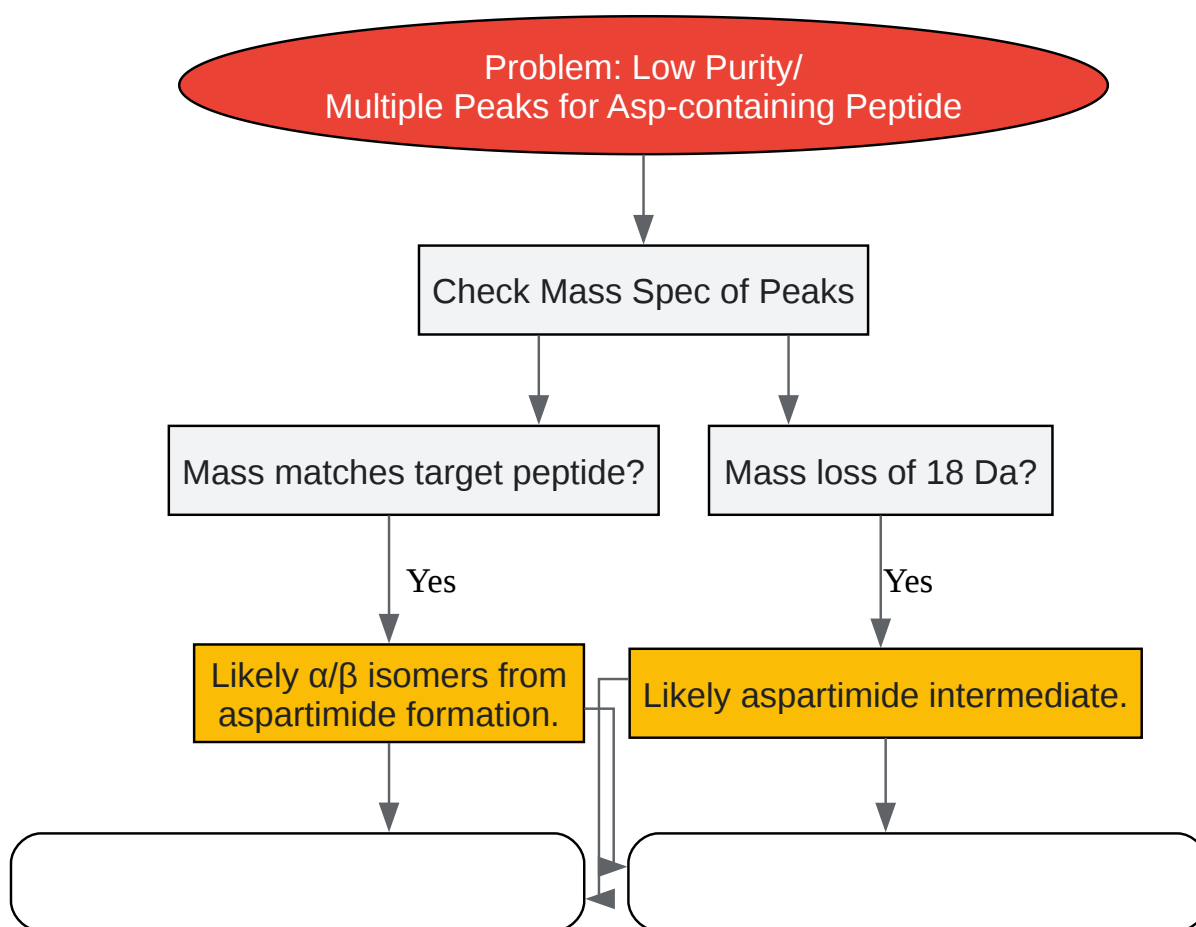 Problem: Low Purity/
Multiple Peaks for Asp-containing Peptide
Check Mass Spec of Peaks
Mass matches target peptide?
Mass loss of 18 Da?
Yes
Yes
Likely α/β isomers from
aspartimide formation.
Likely aspartimide intermediate.